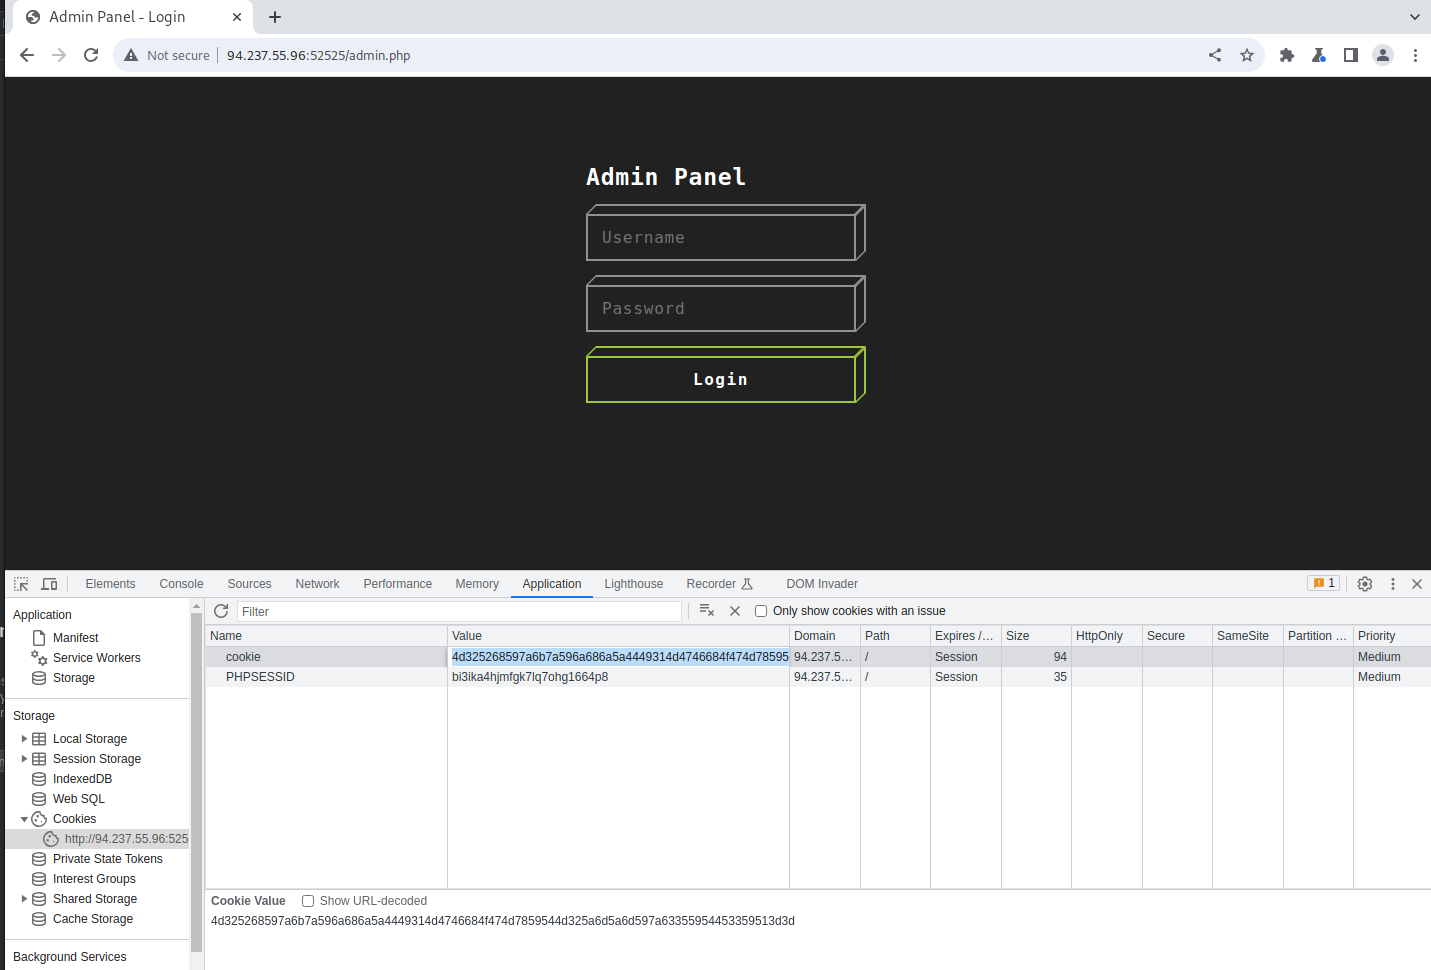 Admin Panel - Login
Not secure 94.237.55.96:52525/admin.php
Admin Panel
Username
Password
Login
Elements Console Sources Network Performance Memory Application Lighthouse Recorder DOM Invader 1
Application
Manifest
Service Workers
Storage
Storage
Local Storage
Session Storage
IndexedDB
Web SQL
Cookies
http://94.237.55.96:525
Private State Tokens
Interest Groups
Shared Storage
Cache Storage
Background Services
Filter Only show cookies with an issue
Name Value Domain Path Expires /... Size HttpOnly Secure SameSite Partition ... Priority
cookie 4d325268597a6b7a596a686a5a4449314d4746684f474d78595 94.237.5... / Session 94 Medium
PHPSESSID bi3ika4hjmfgk7lq7ohg1664p8 94.237.5... / Session 35 Medium
Cookie Value Show URL-decoded
4d325268597a6b7a596a686a5a4449314d4746684f474d7859544d325a6d5a6d597a63355954453359513d3d